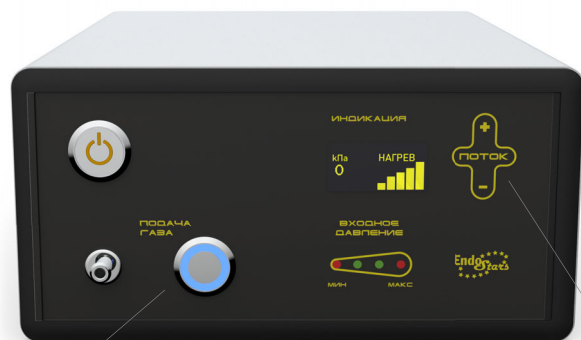 ИНДИКАЦИЯ
+
ПОТОК
-
кПа
НАГРЕВ
0
ПОДАЧА
ГАЗА
ВХОДНОЕ
ДАВЛЕНИЕ
МИН
МАКС
EndoStars